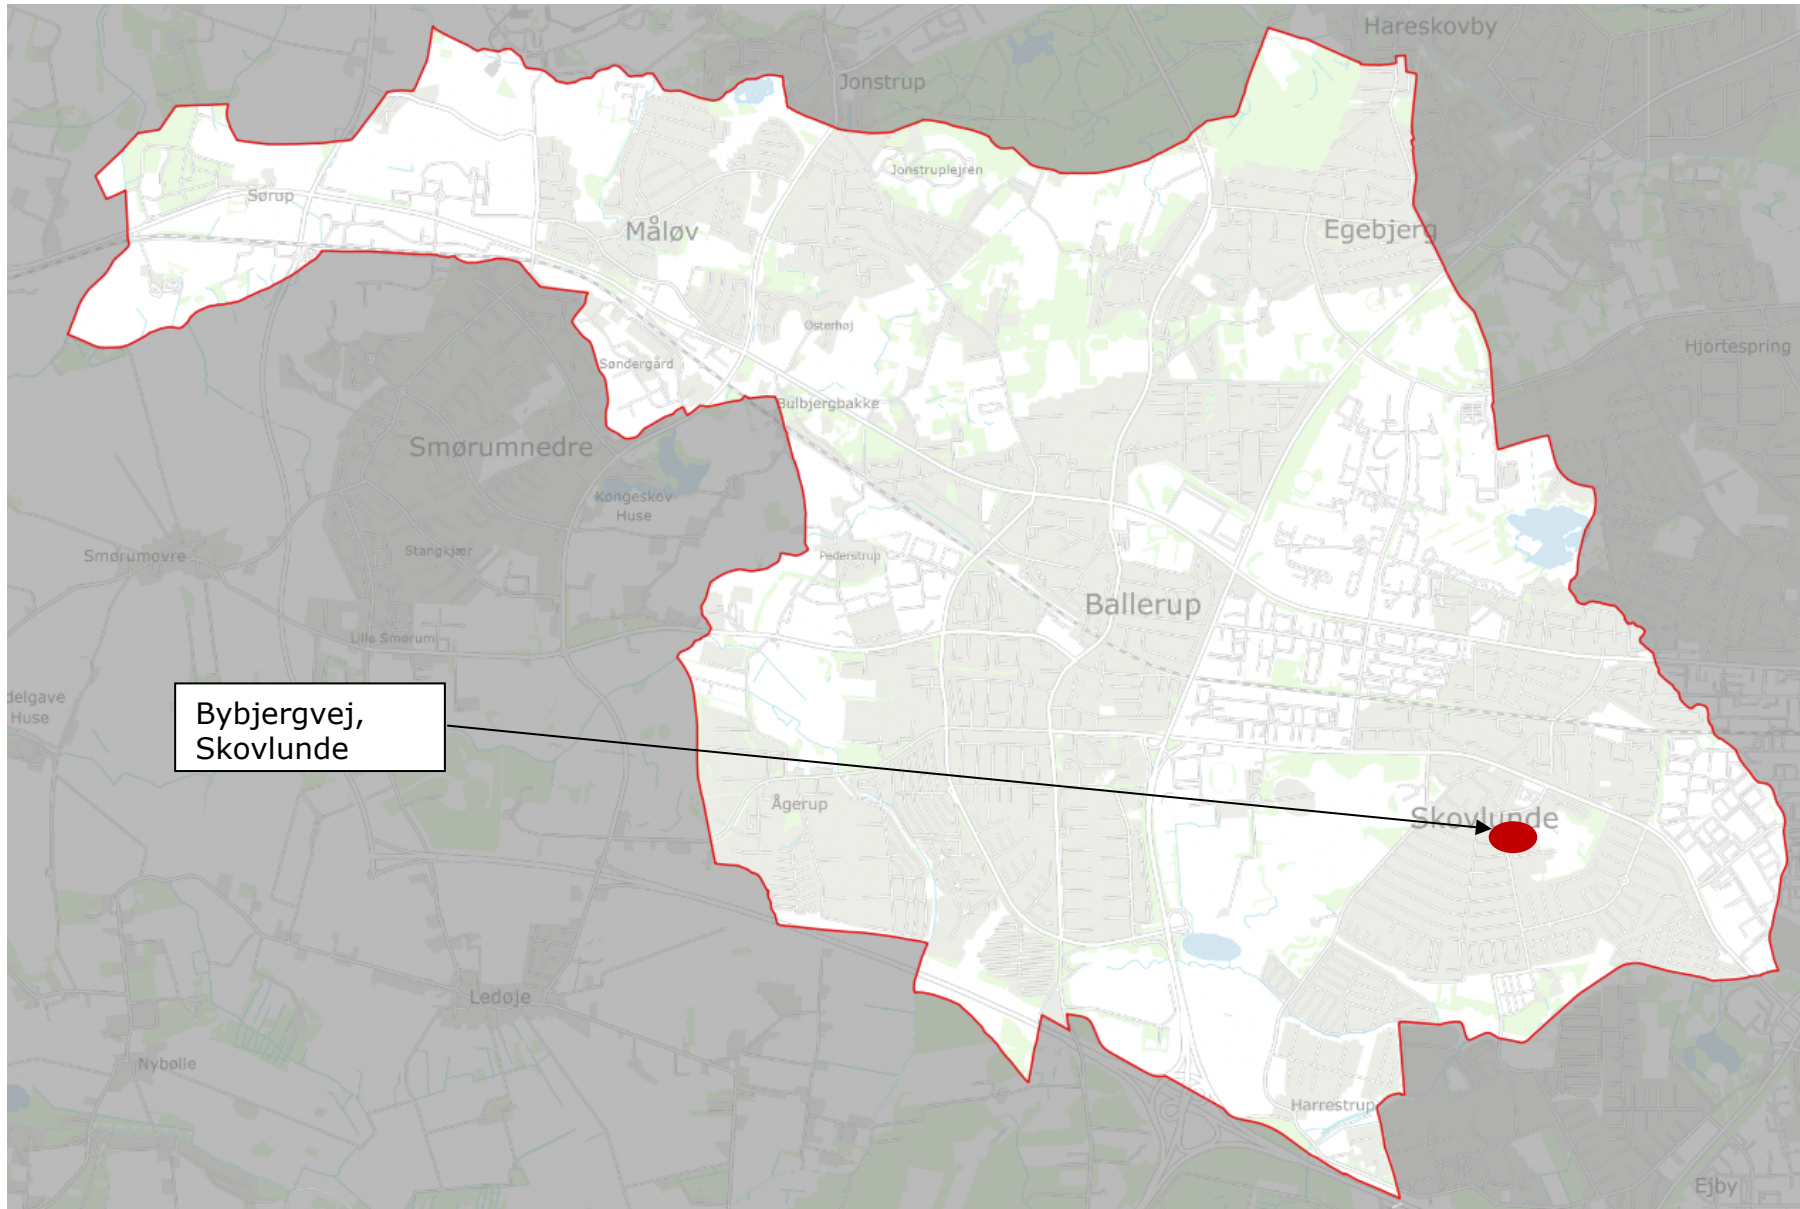 Hareskovby
Jonstrup
Jonstruplejren
Sørup
Måløv
Egebjerg
Østerhøj
Hjortespring
Søndergård
Bulbjergbakke
Smørumnedre
Kongeskov
Huse
Stangkjær
Smørumovre
Pederstrup
Ballerup
Lille Smørum
delgave
Huse
Bybjergvej,
Skovlunde
Ågerup
Skovlunde
Ledøje
Nybølle
Harrestrup
Ejby